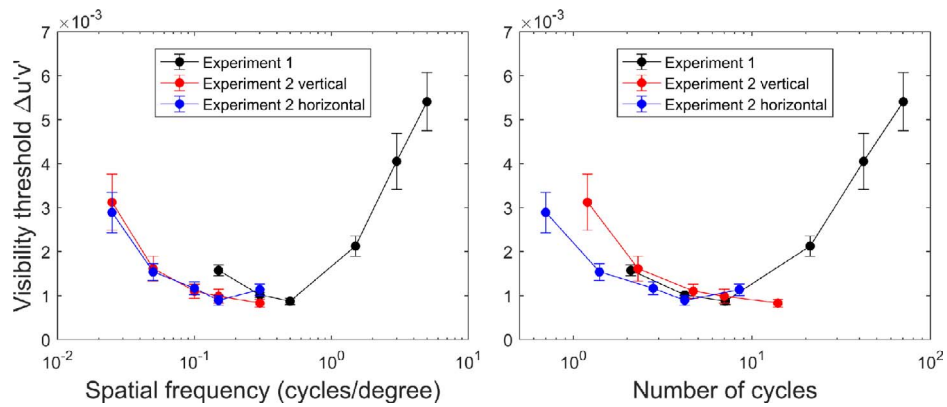 ×10⁻³
7
6
5
4
3
2
1
0
Visibility threshold Δu'v'
Experiment 1
Experiment 2 vertical
Experiment 2 horizontal
10⁻² 10⁻¹ 10⁰ 10¹
Spatial frequency (cycles/degree)
×10⁻³
7
6
5
4
3
2
1
0
Experiment 1
Experiment 2 vertical
Experiment 2 horizontal
10⁰ 10¹ 10²
Number of cycles